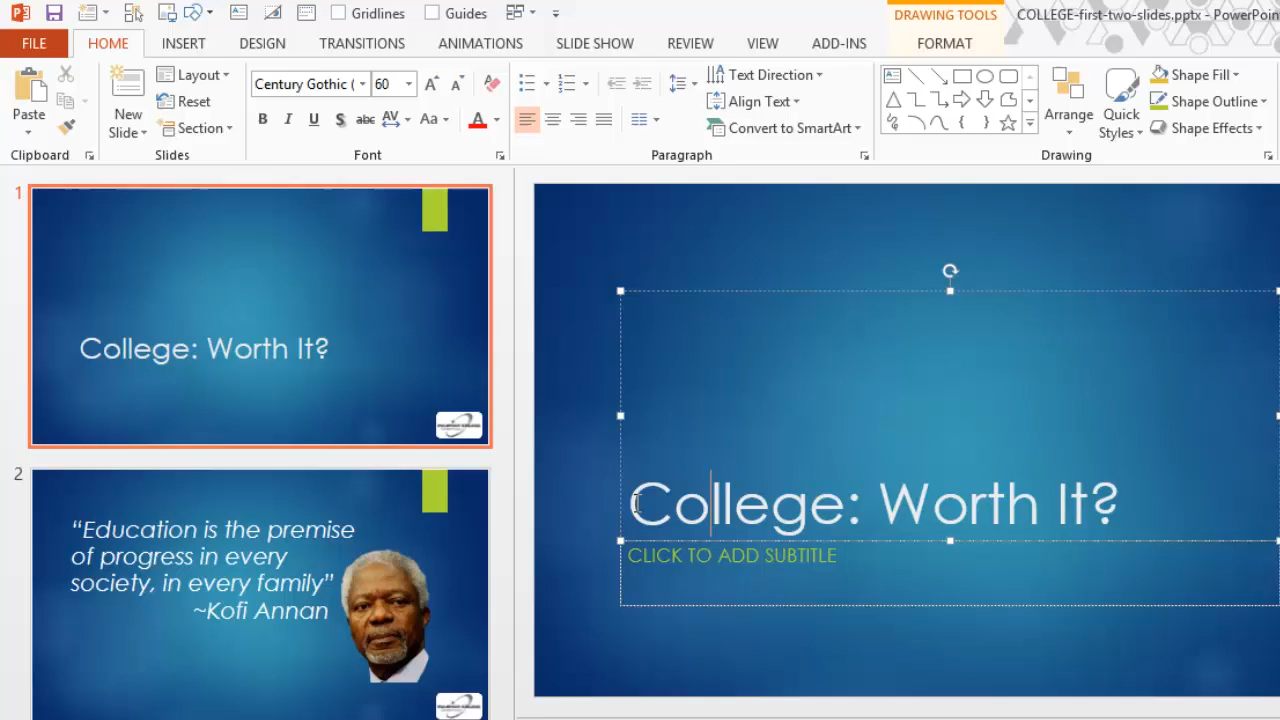 Gridlines Guides
DRAWING TOOLS
COLLEGE-first-two-slides.pptx - PowerPoin
FILE HOME INSERT DESIGN TRANSITIONS ANIMATIONS SLIDE SHOW REVIEW VIEW ADD-INS FORMAT
Paste
Clipboard
New
Slide
Layout
Reset
Section
Slides
Century Gothic ( 60
B I U S abc AV Aa A
Font
Text Direction
Align Text
Convert to SmartArt
Paragraph
Arrange
Quick
Styles
Shape Fill
Shape Outline
Shape Effects
Drawing
1
College: Worth It?
2
“Education is the premise
of progress in every
society, in every family”
~Kofi Annan
College: Worth It?
CLICK TO ADD SUBTITLE